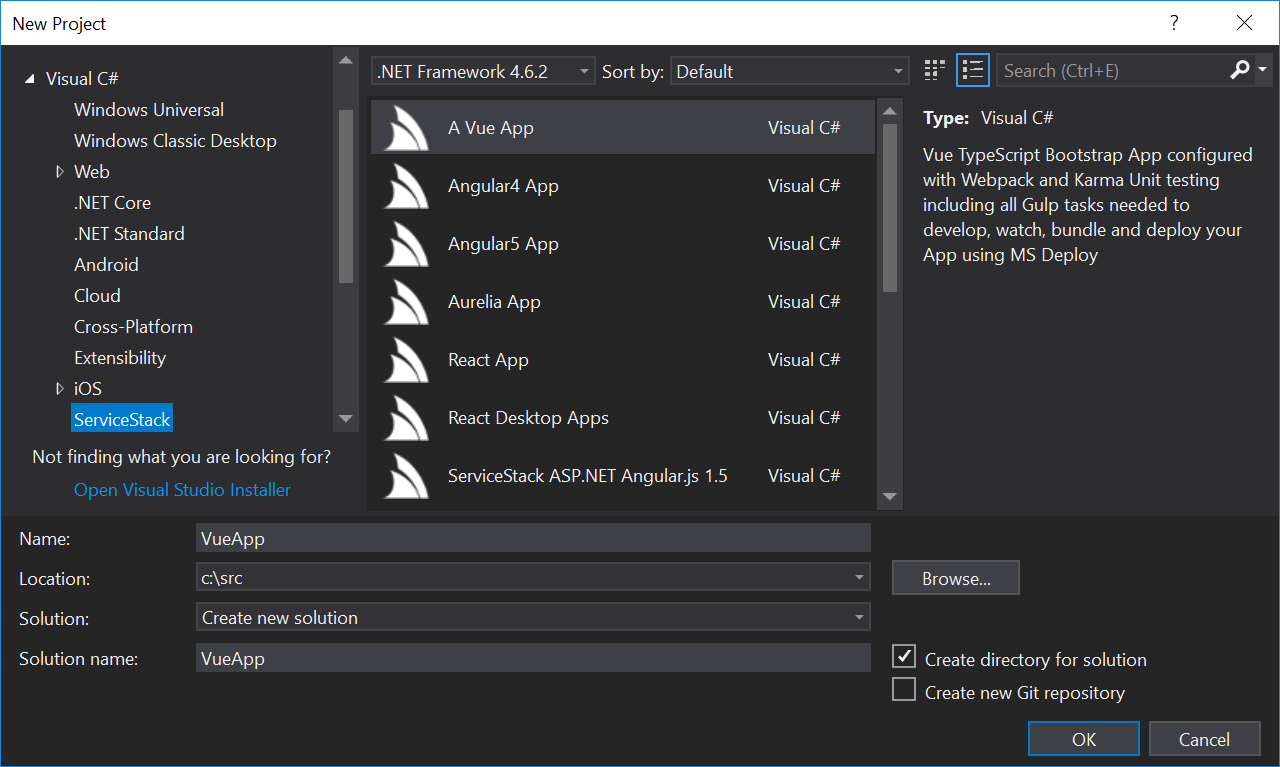 New Project
?
Visual C#
Windows Universal
Windows Classic Desktop
Web
.NET Core
.NET Standard
Android
Cloud
Cross-Platform
Extensibility
iOS
ServiceStack
Not finding what you are looking for?
Open Visual Studio Installer
.NET Framework 4.6.2 Sort by: Default
Search (Ctrl+E)
A Vue App Visual C#
Angular4 App Visual C#
Angular5 App Visual C#
Aurelia App Visual C#
React App Visual C#
React Desktop Apps Visual C#
ServiceStack ASP.NET Angular.js 1.5 Visual C#
Type: Visual C#
Vue TypeScript Bootstrap App configured
with Webpack and Karma Unit testing
including all Gulp tasks needed to
develop, watch, bundle and deploy your
App using MS Deploy
Name: VueApp
Location: c:\src
Browse...
Solution: Create new solution
Solution name: VueApp
Create directory for solution
Create new Git repository
OK Cancel